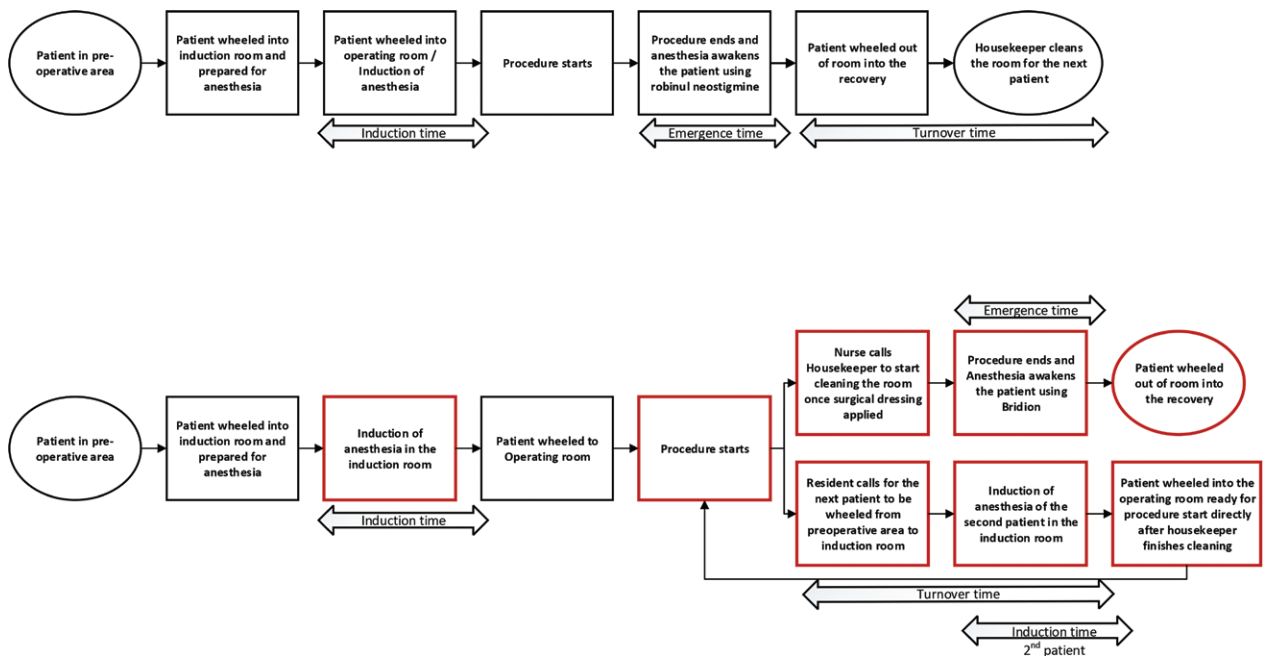 Patient in pre-
operative area
Patient wheeled into
induction room and
prepared for
anesthesia
Patient wheeled into
operating room /
Induction of
anesthesia
Procedure starts
Procedure ends and
anesthesia awakens
the patient using
robinul neostigmine
Patient wheeled out
of room into the
recovery
Housekeeper cleans
the room for the next
patient
Induction time
Emergence time
Turnover time
Emergence time
Patient in pre-
operative area
Patient wheeled into
induction room and
prepared for
anesthesia
Induction of
anesthesia in the
induction room
Patient wheeled to
Operating room
Procedure starts
Nurse calls
Housekeeper to start
cleaning the room
once surgical dressing
applied
Procedure ends and
Anesthesia awakens
the patient using
Bridion
Patient wheeled
out of room into
the recovery
Resident calls for the
next patient to be
wheeled from
preoperative area to
induction room
Induction of
anesthesia of the
second patient in the
induction room
Patient wheeled into the
operating room ready for
procedure start directly
after housekeeper
finishes cleaning
Induction time
Turnover time
Induction time
2nd patient